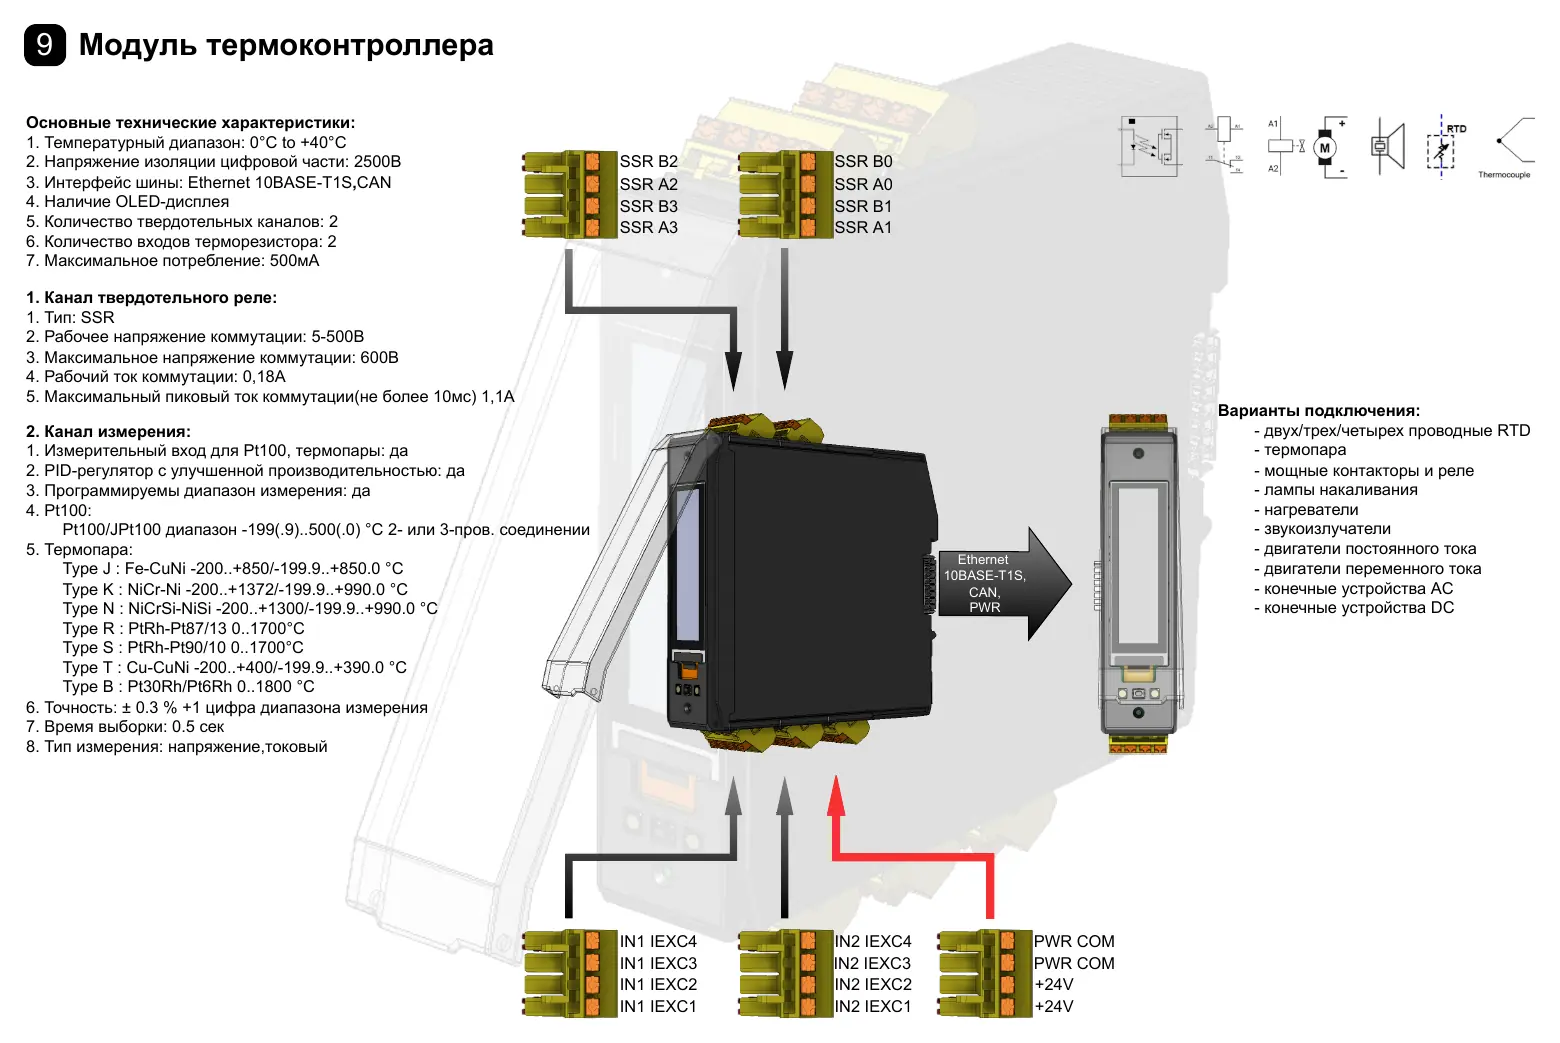 9 Модуль термоконтроллера
Основные технические характеристики:
1. Температурный диапазон: 0°C to +40°C
2. Напряжение изоляции цифровой части: 2500В
3. Интерфейс шины: Ethernet 10BASE-T1S,CAN
4. Наличие OLED-дисплея
5. Количество твердотельных каналов: 2
6. Количество входов терморезистора: 2
7. Максимальное потребление: 500мА
1. Канал твердотельного реле:
1. Тип: SSR
2. Рабочее напряжение коммутации: 5-500В
3. Максимальное напряжение коммутации: 600В
4. Рабочий ток коммутации: 0,18А
5. Максимальный пиковый ток коммутации(не более 10мс) 1,1А
2. Канал измерения:
1. Измерительный вход для Pt100, термопары: да
2. PID-регулятор с улучшенной производительностью: да
3. Программируемы диапазон измерения: да
4. Pt100:
Pt100/JPt100 диапазон -199(.9)..500(.0) °C 2- или 3-пров. соединении
5. Термопара:
Type J : Fe-CuNi -200..+850/-199.9..+850.0 °C
Type K : NiCr-Ni -200..+1372/-199.9..+990.0 °C
Type N : NiCrSi-NiSi -200..+1300/-199.9..+990.0 °C
Type R : PtRh-Pt87/13 0..1700°C
Type S : PtRh-Pt90/10 0..1700°C
Type T : Cu-CuNi -200..+400/-199.9..+390.0 °C
Type B : Pt30Rh/Pt6Rh 0..1800 °C
6. Точность: ± 0.3 % +1 цифра диапазона измерения
7. Время выборки: 0.5 сек
8. Тип измерения: напряжение,токовый
SSR B2
SSR A2
SSR B3
SSR A3
SSR B0
SSR A0
SSR B1
SSR A1
A2 A1
A1
A2
M
+
-
RTD
Thermocouple
Ethernet
10BASE-T1S,
CAN,
PWR
Варианты подключения:
- двух/трех/четырех проводные RTD
- термопара
- мощные контакторы и реле
- лампы накаливания
- нагреватели
- звукоизлучатели
- двигатели постоянного тока
- двигатели переменного тока
- конечные устройства AC
- конечные устройства DC
IN1 IEXC4
IN1 IEXC3
IN1 IEXC2
IN1 IEXC1
IN2 IEXC4
IN2 IEXC3
IN2 IEXC2
IN2 IEXC1
PWR COM
PWR COM
+24V
+24V